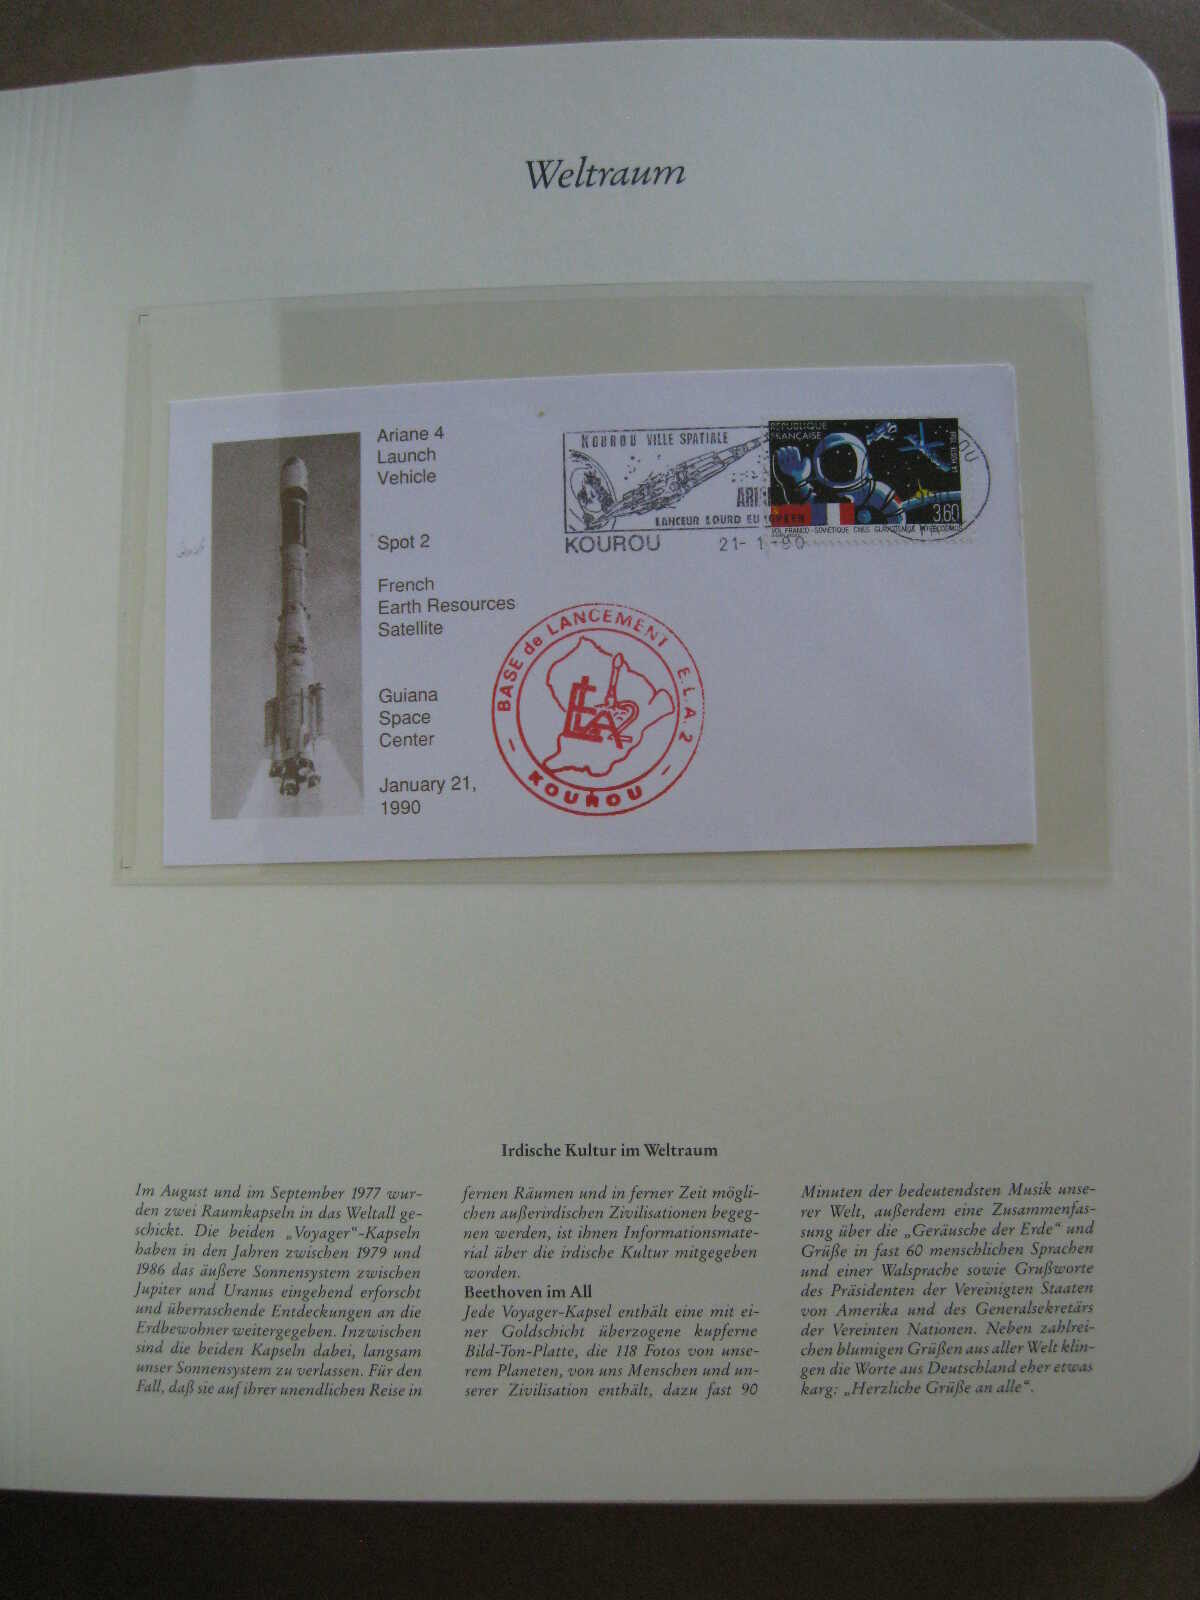 Weltraum
Ariane 4
Launch
Vehicle
Spot 2
French
Earth Resources
Satellite
Guiana
Space
Center
January 21,
1990
KOUROU VILLE SPATIALE
LANCEUR LOURD EUROPEEN
KOUROU 21- 1 -90
REPUBLIQUE
FRANÇAISE
LA POSTE
3,60
VOL FRANCO - SOVIÉTIQUE CNES GLAVCOSMOS INTERCOSMOS
BASE de LANCEMENT E.L.A.2
ELA
2
- KOUROU -
Irdische Kultur im Weltraum
Im August und im September 1977 wur-
den zwei Raumkapseln in das Weltall ge-
schickt. Die beiden „Voyager“-Kapseln
haben in den Jahren zwischen 1979 und
1986 das äußere Sonnensystem zwischen
Jupiter und Uranus eingehend erforscht
und überraschende Entdeckungen an die
Erdbewohner weitergegeben. Inzwischen
sind die beiden Kapseln dabei, langsam
unser Sonnensystem zu verlassen. Für den
Fall, daß sie auf ihrer unendlichen Reise in
fernen Räumen und in ferner Zeit mögli-
chen außerirdischen Zivilisationen begeg-
nen werden, ist ihnen Informationsmate-
rial über die irdische Kultur mitgegeben
worden.
Beethoven im All
Jede Voyager-Kapsel enthält eine mit ei-
ner Goldschicht überzogene kupferne
Bild-Ton-Platte, die 118 Fotos von unse-
rem Planeten, von uns Menschen und un-
serer Zivilisation enthält, dazu fast 90
Minuten der bedeutendsten Musik unse-
rer Welt, außerdem eine Zusammenfas-
sung über die „Geräusche der Erde“ und
Grüße in fast 60 menschlichen Sprachen
und einer Walsprache sowie Grußworte
des Präsidenten der Vereinigten Staaten
von Amerika und des Generalsekretärs
der Vereinten Nationen. Neben zahlrei-
chen blumigen Grüßen aus aller Welt klin-
gen die Worte aus Deutschland eher etwas
karg: „Herzliche Grüße an alle“.